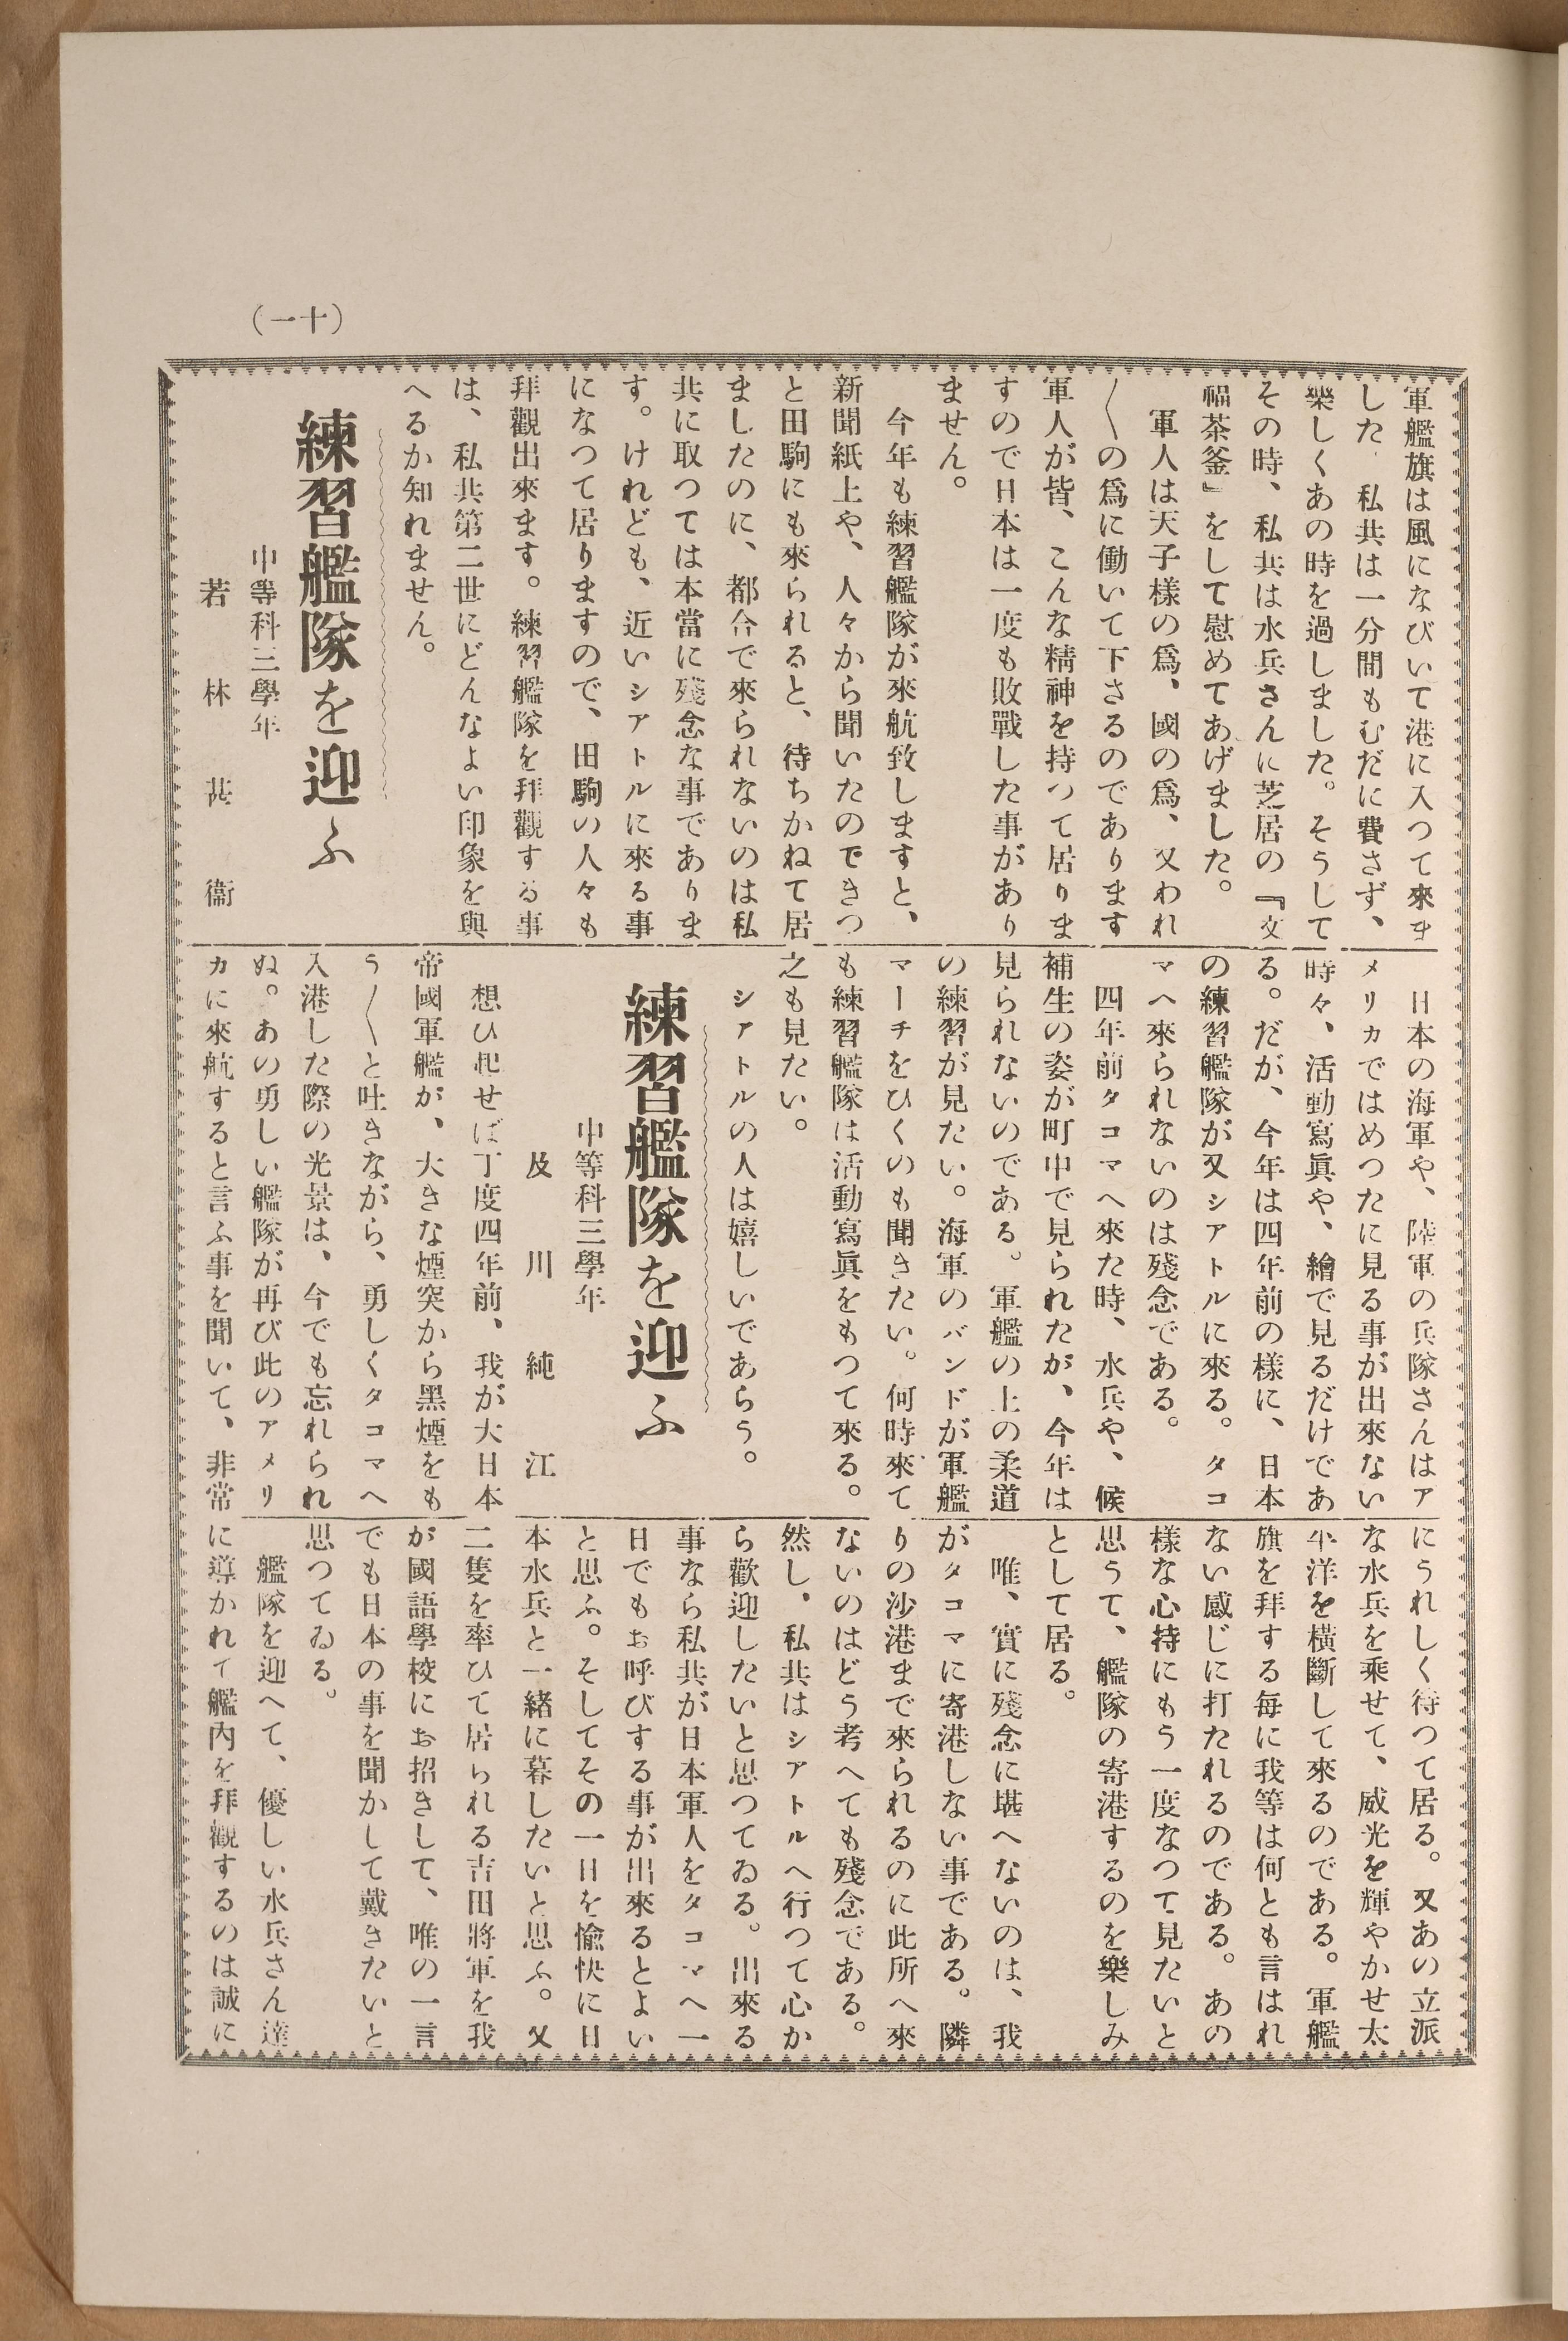 (十一)
軍艦旗は風になびいて港に入つて來ま
した、私共は一分間もむだに費さず、
樂しくあの時を過しました。そうして
その時、私共は水兵さんに芝居の『文
福茶釜』をして慰めてあげました。
軍人は天子樣の爲、國の爲、又われ
〳〵の爲に働いて下さるのであります
軍人が皆、こんな精神を持つて居りま
すので日本は一度も敗戰した事があり
ません。
今年も練習艦隊が來航致しますと、
新聞紙上や、人々から聞いたのできつ
と田駒にも來られると、待ちかねて居
ましたのに、都合で來られないのは私
共に取つては本當に殘念な事でありま
す。けれども、近いシアトルに來る事
になつて居りますので、田駒の人々も
拜觀出來ます。練習艦隊を拜觀する事
は、私共第二世にどんなよい印象を與
へるか知れません。
練習艦隊を迎ふ
中等科三學年
若林甚衞
日本の海軍や、陸軍の兵隊さんはア
メリカではめつたに見る事が出來ない
時々、活動寫眞や、繪で見るだけであ
る。だが、今年は四年前の樣に、日本
の練習艦隊が又シアトルに來る。タコ
マへ來られないのは殘念である。
四年前タコマへ來た時、水兵や、候
補生の姿が町中で見られたが、今年は
見られないのである。軍艦の上の柔道
の練習が見たい。海軍のバンドが軍艦
マーチをひくのも聞きたい。何時來て
も練習艦隊は活動寫眞をもつて來る。
之も見たい。
シアトルの人は嬉しいであらう。
練習艦隊を迎ふ
中等科三學年
及川純江
想ひ起せば丁度四年前、我が大日本
帝國軍艦が、大きな煙突から黑煙をも
う〳〵と吐きながら、勇しくタコマへ
入港した際の光景は、今でも忘れられ
ぬ。あの勇しい艦隊が再び此のアメリ
カに來航すると言ふ事を聞いて、非常
にうれしく待つて居る。又あの立派
な水兵を乘せて、威光を輝やかせ太
平洋を橫斷して來るのである。軍艦
旗を拜する每に我等は何とも言はれ
ない感じに打たれるのである。あの
樣な心持にもう一度なつて見たいと
思うて、艦隊の寄港するのを樂しみ
として居る。
唯、實に殘念に堪へないのは、我
がタコマに寄港しない事である。隣
りの沙港まで來られるのに此所へ來
ないのはどう考へても殘念である。
然し、私共はシアトルへ行つて心か
ら歡迎したいと思つてゐる。出來る
事なら私共が日本軍人をタコマへ一
日でもお呼びする事が出來るとよい
と思ふ。そしてその一日を愉快に日
本水兵と一緖に暮したいと思ふ。又
二隻を率ひて居られる吉田將軍を我
が國語學校にお招きして、唯の一言
でも日本の事を聞かして戴きたいと
思つてゐる。
艦隊を迎へて、優しい水兵さん達
に導かれて艦內を拜觀するのは誠に